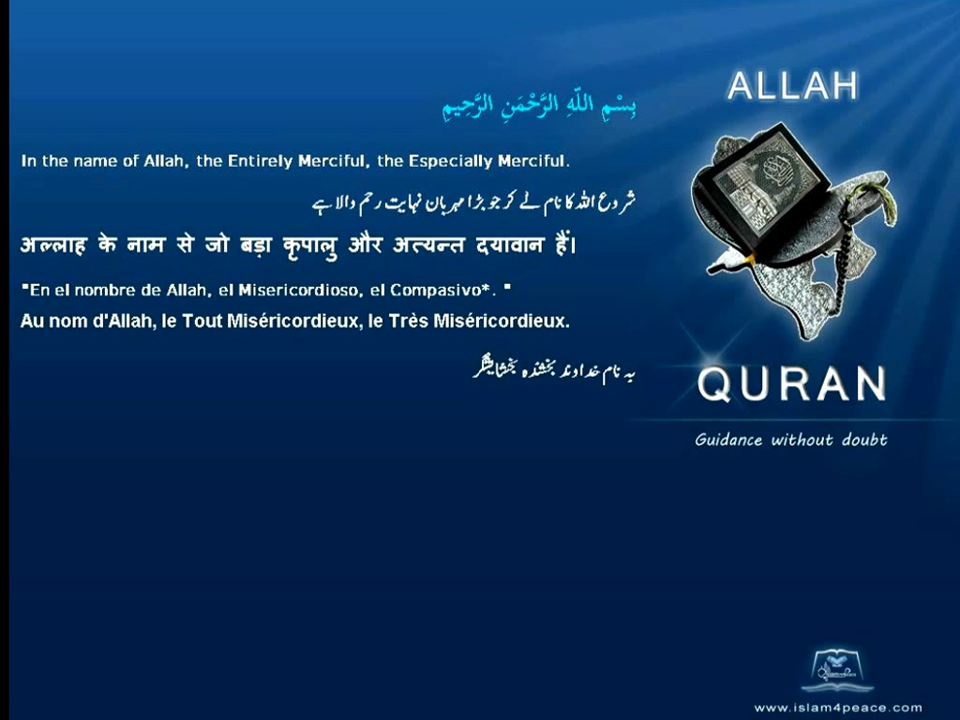 بِسْمِ اللّهِ الرَّحْمَنِ الرَّحِيمِ
In the name of Allah, the Entirely Merciful, the Especially Merciful.
شروع الله کا نام لے کر جو بڑا مہربان نہایت رحم والا ہے
अल्लाह के नाम से जो बड़ा कृपालु और अत्यन्त दयावान हैं।
"En el nombre de Allah, el Misericordioso, el Compasivo*. "
Au nom d'Allah, le Tout Miséricordieux, le Très Miséricordieux.
به نام خداوند بخشنده بخشایشگر
ALLAH
QURAN
Guidance without doubt
www.islam4peace.com